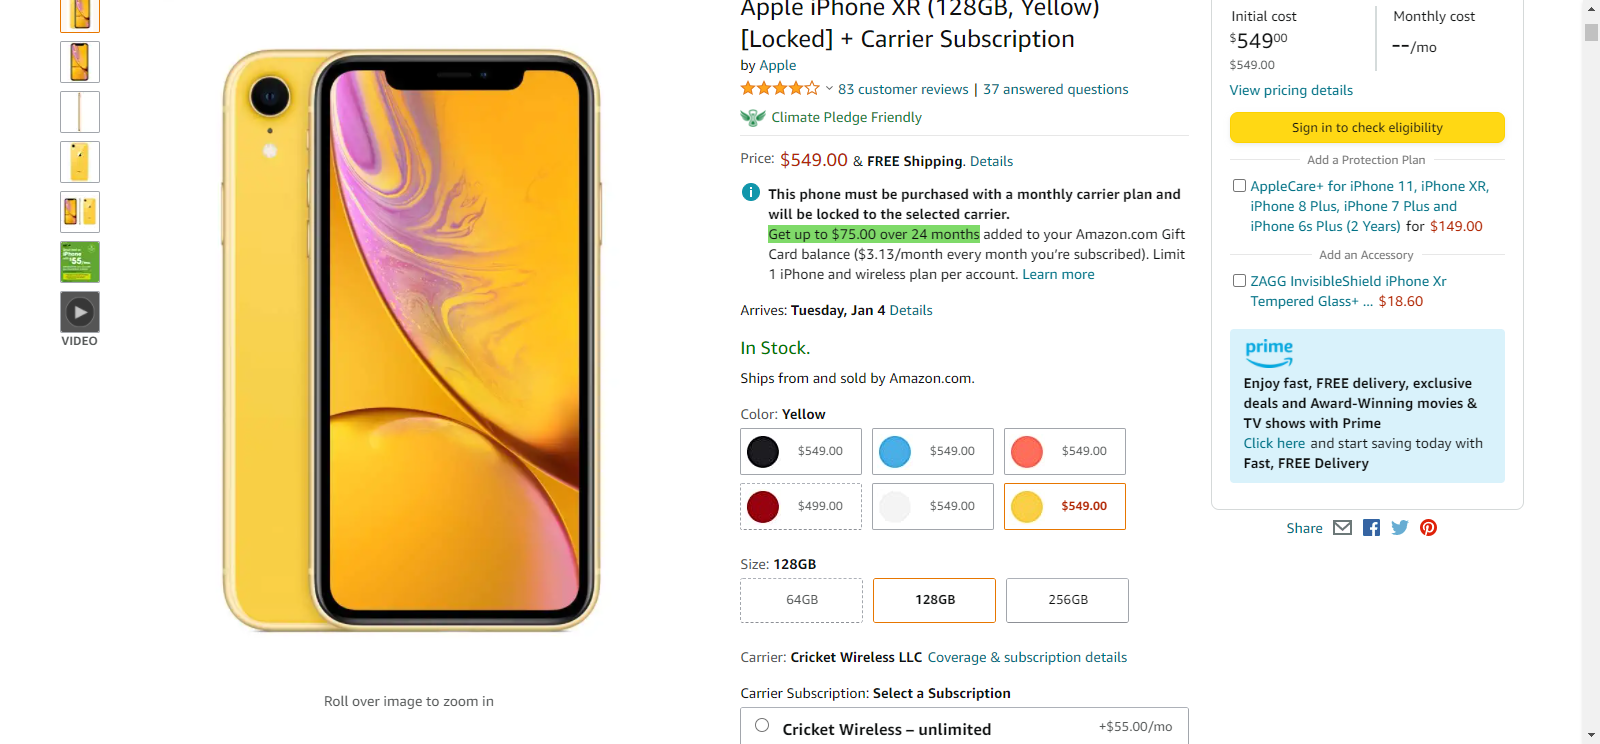 Apple iPhone XR (128GB, Yellow)
[Locked] + Carrier Subscription
by Apple
83 customer reviews | 37 answered questions
Climate Pledge Friendly
Price: $549.00 & FREE Shipping. Details
This phone must be purchased with a monthly carrier plan and
will be locked to the selected carrier.
Get up to $75.00 over 24 months added to your Amazon.com Gift
Card balance ($3.13/month every month you’re subscribed). Limit
1 iPhone and wireless plan per account. Learn more
Arrives: Tuesday, Jan 4 Details
In Stock.
Ships from and sold by Amazon.com.
Color: Yellow
$549.00 $549.00 $549.00
$499.00 $549.00 $549.00
Size: 128GB
64GB 128GB 256GB
Carrier: Cricket Wireless LLC Coverage & subscription details
Carrier Subscription: Select a Subscription
Cricket Wireless – unlimited +$55.00/mo
iPhone
$55
VIDEO
Roll over image to zoom in
Initial cost Monthly cost
$549.00 --/mo
$549.00
View pricing details
Sign in to check eligibility
Add a Protection Plan
AppleCare+ for iPhone 11, iPhone XR,
iPhone 8 Plus, iPhone 7 Plus and
iPhone 6s Plus (2 Years) for $149.00
Add an Accessory
ZAGG InvisibleShield iPhone Xr
Tempered Glass+ ... $18.60
prime
Enjoy fast, FREE delivery, exclusive
deals and Award-Winning movies &
TV shows with Prime
Click here and start saving today with
Fast, FREE Delivery
Share